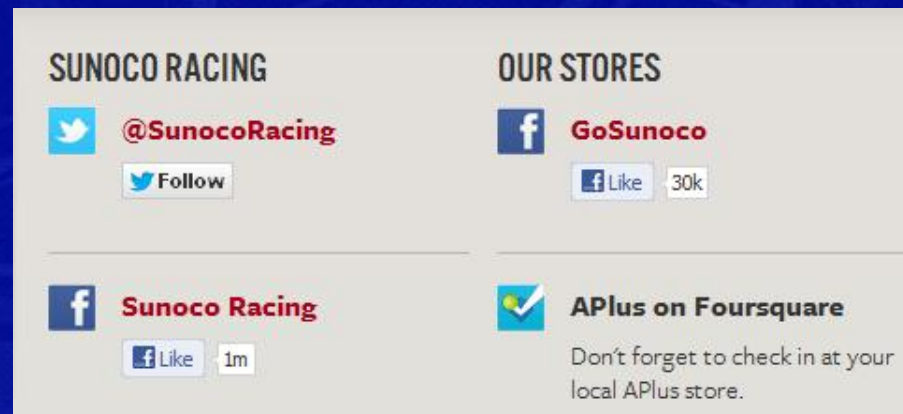 SUNOCO RACING
@SunocoRacing
Follow
Sunoco Racing
Like 1m
OUR STORES
GoSunoco
Like 30k
APlus on Foursquare
Don't forget to check in at your
local APlus store.